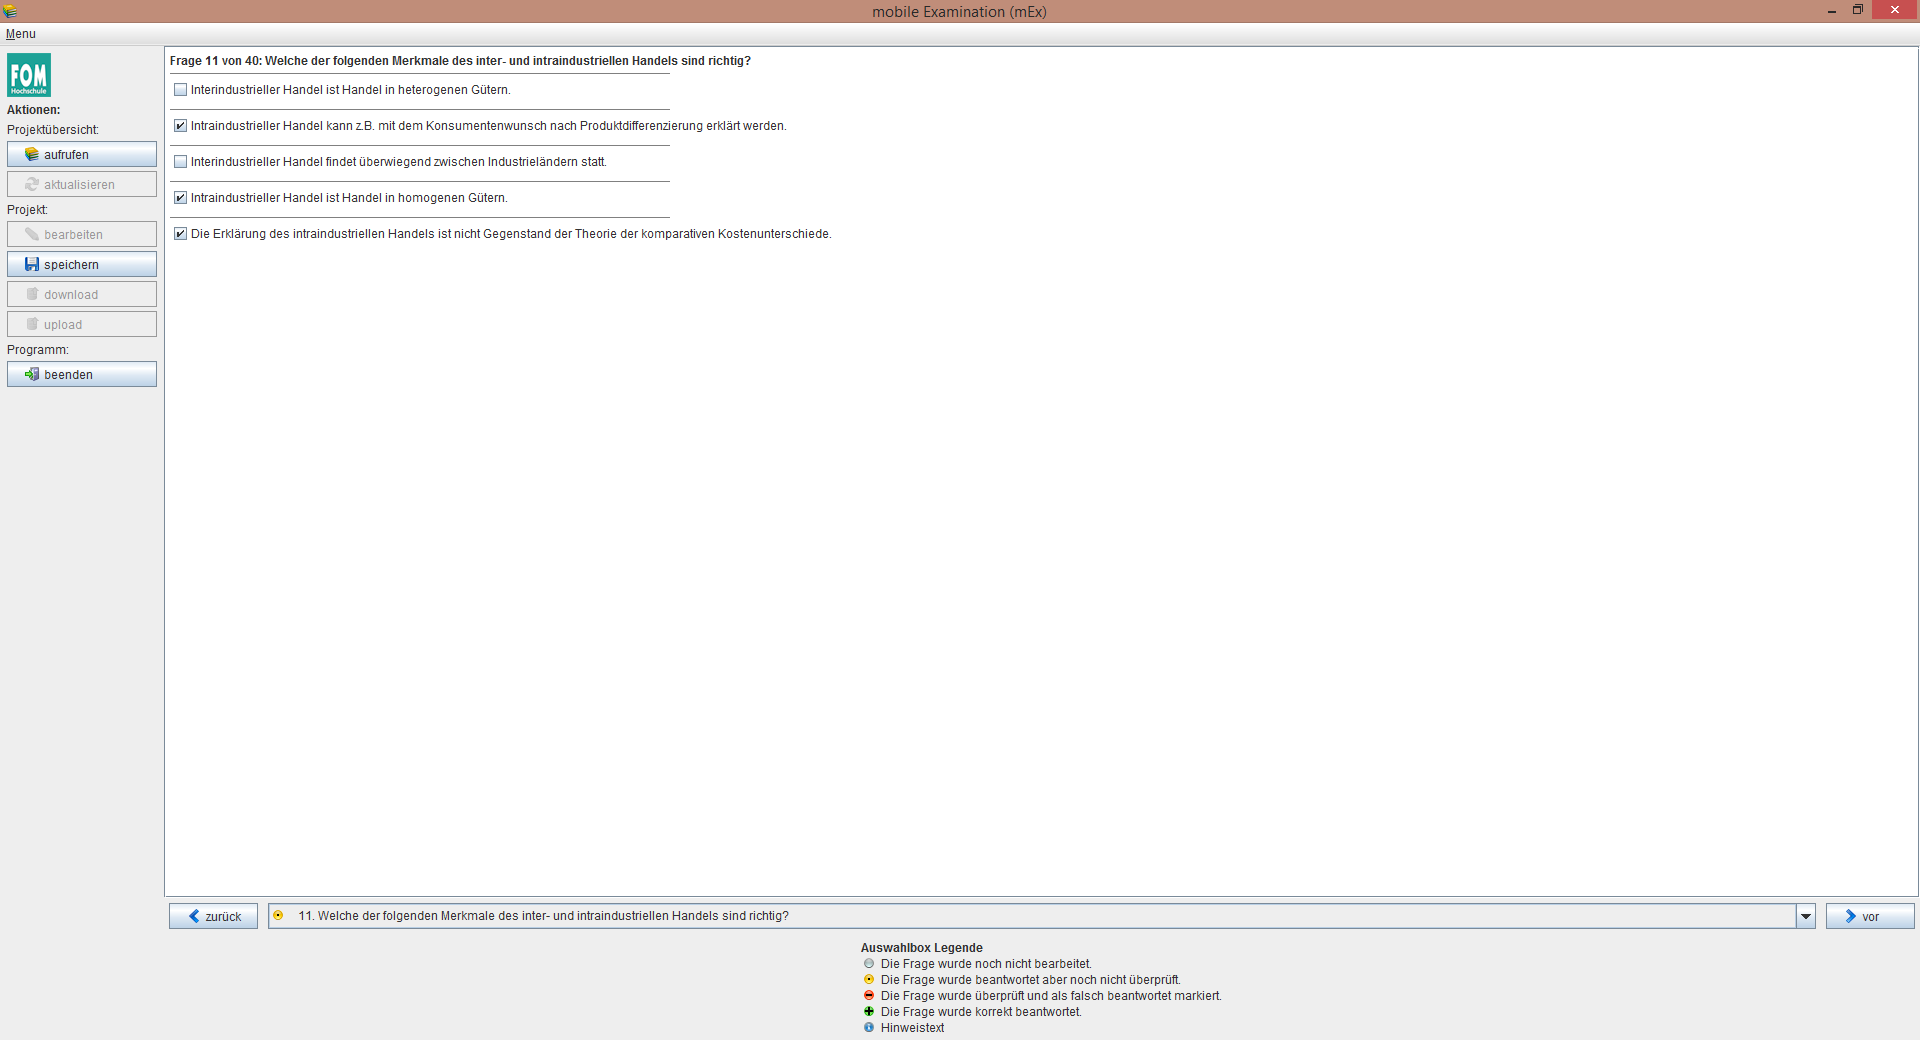 mobile Examination (mEx)
Menu
FOM
Hochschule
Aktionen:
Projektübersicht:
aufrufen
aktualisieren
Projekt:
bearbeiten
speichern
download
upload
Programm:
beenden
Frage 11 von 40: Welche der folgenden Merkmale des inter- und intraindustriellen Handels sind richtig?
Interindustrieller Handel ist Handel in heterogenen Gütern.
Intraindustrieller Handel kann z.B. mit dem Konsumentenwunsch nach Produktdifferenzierung erklärt werden.
Interindustrieller Handel findet überwiegend zwischen Industrieländern statt.
Intraindustrieller Handel ist Handel in homogenen Gütern.
Die Erklärung des intraindustriellen Handels ist nicht Gegenstand der Theorie der komparativen Kostenunterschiede.
zurück
11. Welche der folgenden Merkmale des inter- und intraindustriellen Handels sind richtig?
vor
Auswahlbox Legende
Die Frage wurde noch nicht bearbeitet.
Die Frage wurde beantwortet aber noch nicht überprüft.
Die Frage wurde überprüft und als falsch beantwortet markiert.
Die Frage wurde korrekt beantwortet.
Hinweistext